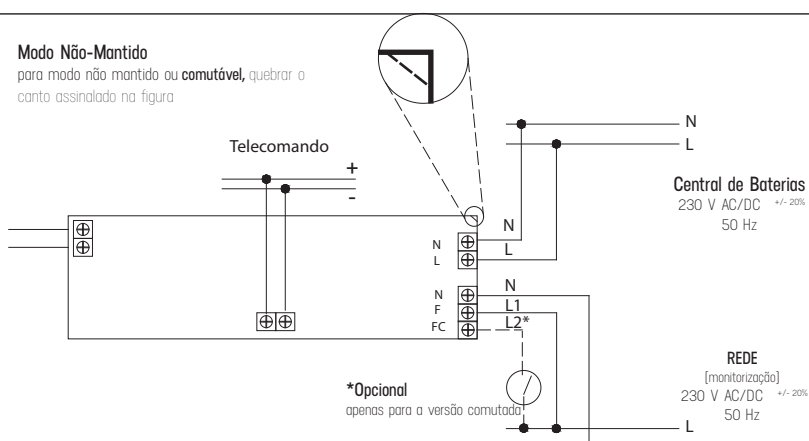 Modo Não-Mantido
para modo não mantido ou comutável, quebrar o
canto assinalado na figura
Telecomando
+
-
N
L
Central de Baterias
230 V AC/DC +/- 20%
50 Hz
N
L
N
L
N
F
FC
N
L1
L2*
*Opcional
apenas para a versão comutada
REDE
[monitorização]
230 V AC/DC +/- 20%
50 Hz
L